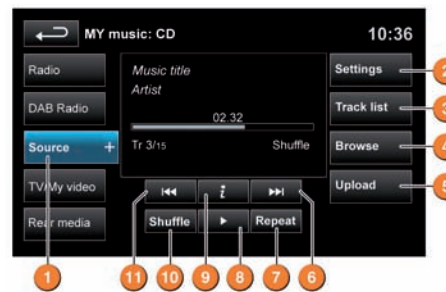 MY music: CD
10:36
Radio
DAB Radio
Source +
TV/My video
Rear media
Music title
Artist
02.32
Tr 3/15
Shuffle
Settings
Track list
Browse
Upload
i
Shuffle
Repeat
1
2
3
4
5
6
7
8
9
10
11